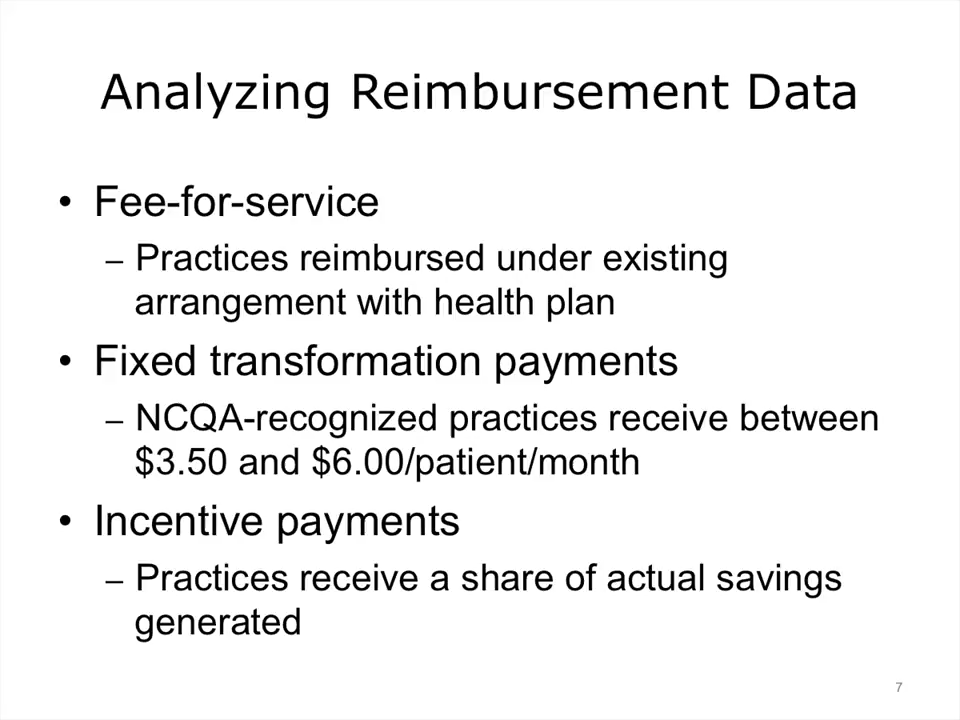 Analyzing Reimbursement Data
• Fee-for-service
– Practices reimbursed under existing
arrangement with health plan
• Fixed transformation payments
– NCQA-recognized practices receive between
$3.50 and $6.00/patient/month
• Incentive payments
– Practices receive a share of actual savings
generated
7